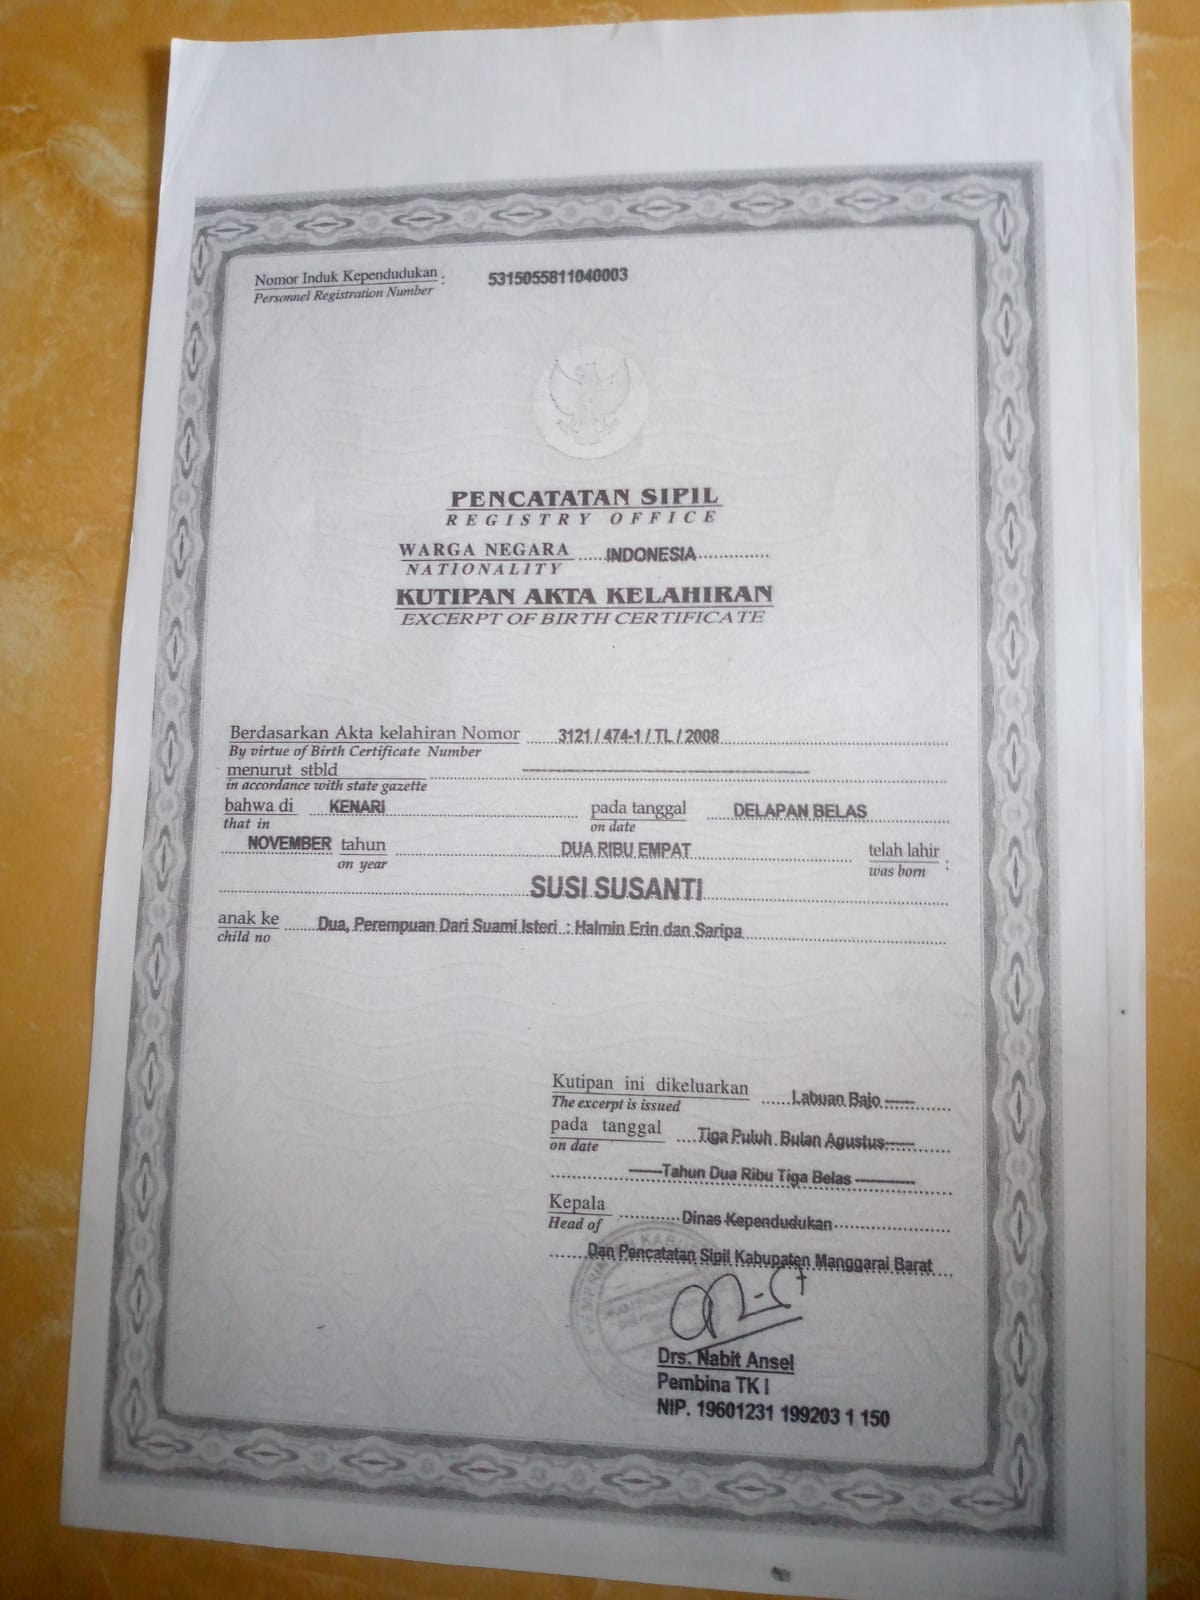 Nomor Induk Kependudukan : 5315055811040003
Personnel Registration Number
PENCATATAN SIPIL
REGISTRY OFFICE
WARGA NEGARA ..... INDONESIA ..............
NATIONALITY
KUTIPAN AKTA KELAHIRAN
EXCERPT OF BIRTH CERTIFICATE
Berdasarkan Akta kelahiran Nomor 3121 / 474-1 / TL / 2008
By virtue of Birth Certificate Number
menurut stbld
in accordance with state gazette
bahwa di KENARI pada tanggal DELAPAN BELAS
that in on date
NOVEMBER tahun DUA RIBU EMPAT telah lahir :
on year was born
SUSI SUSANTI
anak ke Dua, Perempuan Dari Suami Isteri : Halmin Erin dan Saripa
child no
Kutipan ini dikeluarkan Labuan Bajo
The excerpt is issued
pada tanggal Tiga Puluh Bulan Agustus
on date
Tahun Dua Ribu Tiga Belas
Kepala Dinas Kependudukan
Head of
Dan Pencatatan Sipil Kabupaten Manggarai Barat
Drs. Nabit Ansel
Pembina TK I
NIP. 19601231 199203 1 150